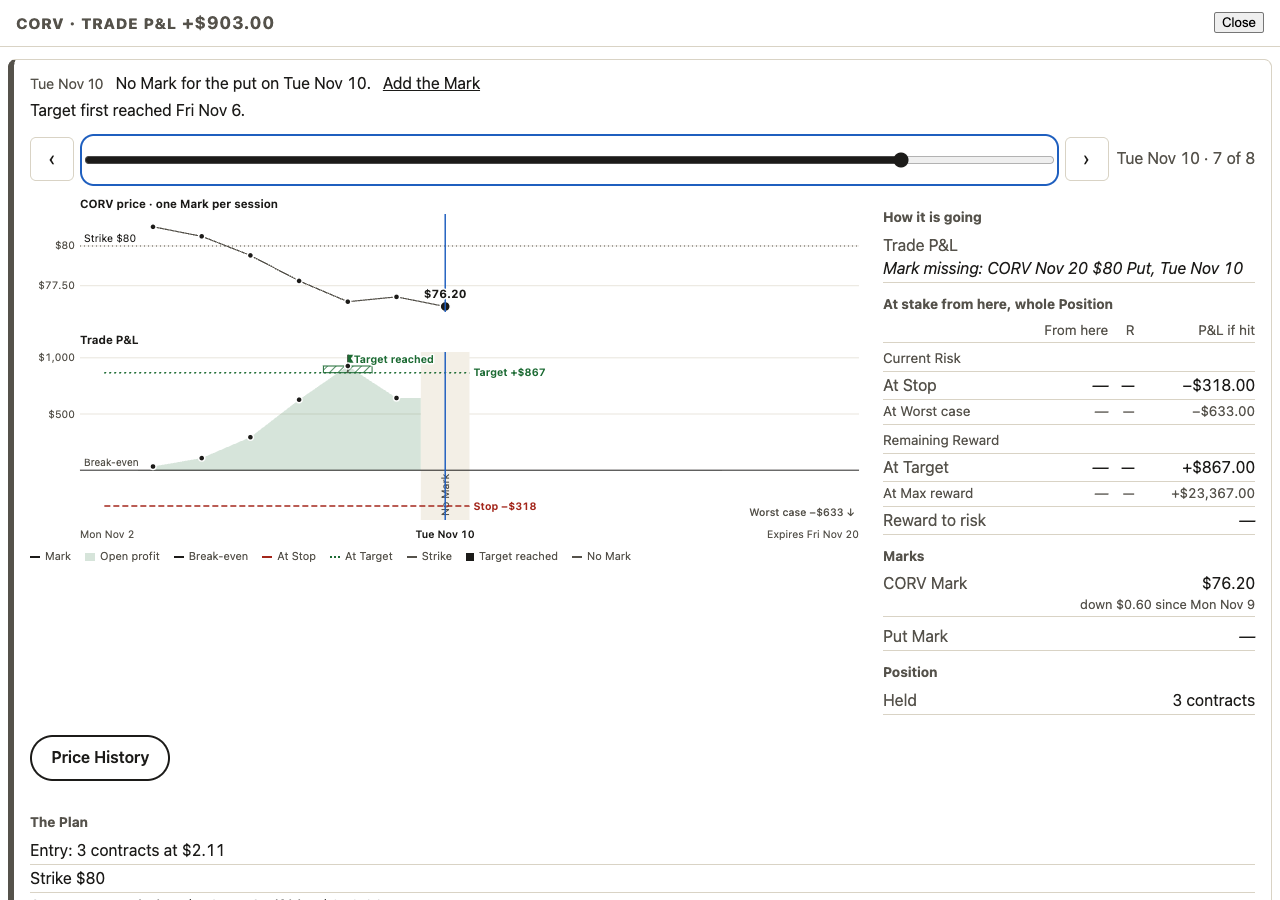 CORV · TRADE P&L +$903.00
Close
Tue Nov 10 No Mark for the put on Tue Nov 10. Add the Mark
Target first reached Fri Nov 6.
‹
›
Tue Nov 10 · 7 of 8
CORV price · one Mark per session
Strike $80
$80
$77.50
$76.20
Trade P&L
$1,000
Target reached
Target +$867
$500
Break-even
No Mark
Stop −$318
Worst case −$633 ↓
Mon Nov 2
Tue Nov 10
Expires Fri Nov 20
Mark Open profit Break-even At Stop At Target Strike Target reached No Mark
How it is going
Trade P&L
Mark missing: CORV Nov 20 $80 Put, Tue Nov 10
At stake from here, whole Position
From here R P&L if hit
Current Risk
At Stop — — −$318.00
At Worst case — — −$633.00
Remaining Reward
At Target — — +$867.00
At Max reward — — +$23,367.00
Reward to risk —
Marks
CORV Mark $76.20
down $0.60 since Mon Nov 9
Put Mark —
Position
Held 3 contracts
Price History
The Plan
Entry: 3 contracts at $2.11
Strike $80